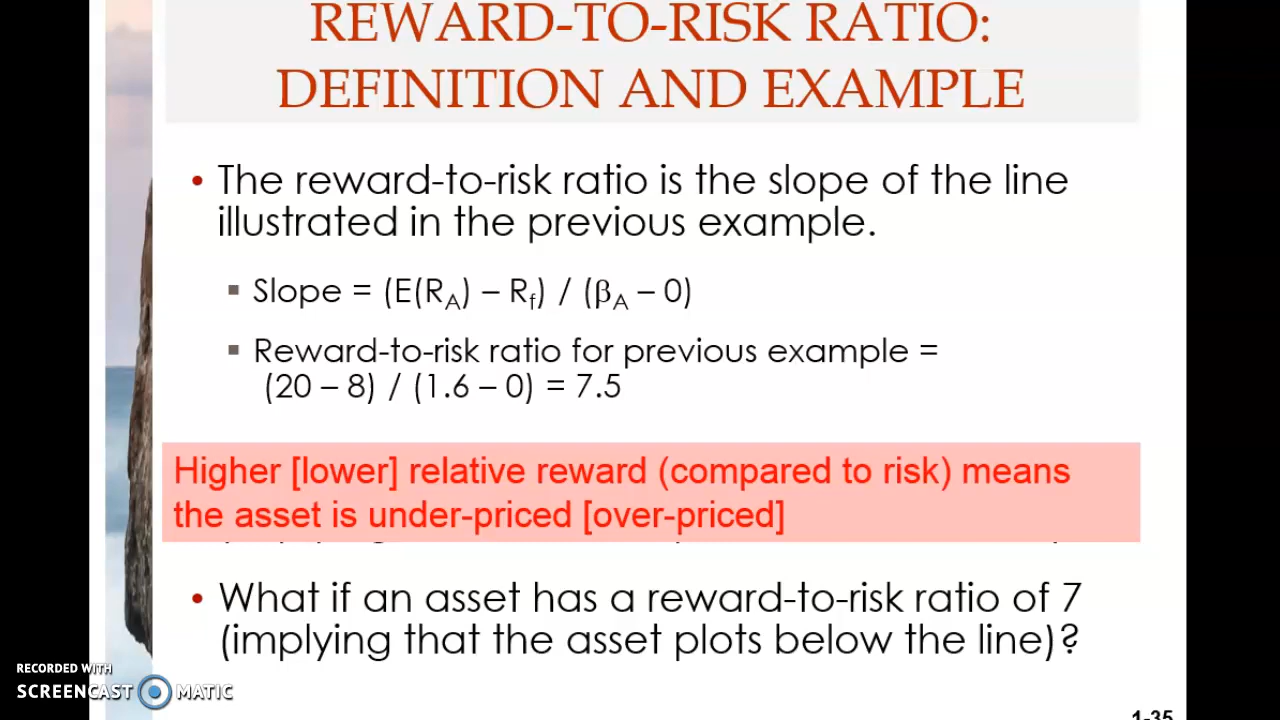 REWARD-TO-RISK RATIO:
DEFINITION AND EXAMPLE
• The reward-to-risk ratio is the slope of the line
illustrated in the previous example.
▪ Slope = (E(R_A) – R_f) / (β_A – 0)
▪ Reward-to-risk ratio for previous example =
(20 – 8) / (1.6 – 0) = 7.5
Higher [lower] relative reward (compared to risk) means
the asset is under-priced [over-priced]
• What if an asset has a reward-to-risk ratio of 7
(implying that the asset plots below the line)?
RECORDED WITH
SCREENCAST MATIC
1-35